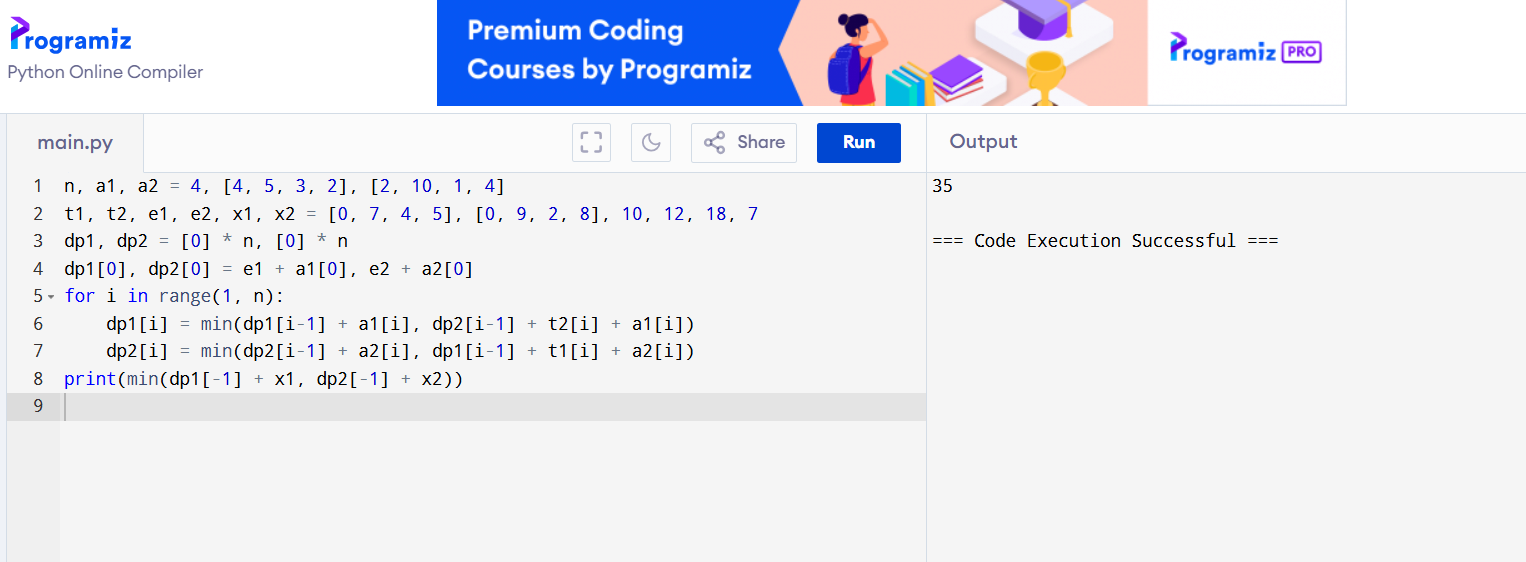 Programiz
Python Online Compiler
Premium Coding
Courses by Programiz
Programiz PRO
main.py
Share
Run
Output
1 n, a1, a2 = 4, [4, 5, 3, 2], [2, 10, 1, 4]
2 t1, t2, e1, e2, x1, x2 = [0, 7, 4, 5], [0, 9, 2, 8], 10, 12, 18, 7
3 dp1, dp2 = [0] * n, [0] * n
4 dp1[0], dp2[0] = e1 + a1[0], e2 + a2[0]
5 for i in range(1, n):
6     dp1[i] = min(dp1[i-1] + a1[i], dp2[i-1] + t2[i] + a1[i])
7     dp2[i] = min(dp2[i-1] + a2[i], dp1[i-1] + t1[i] + a2[i])
8 print(min(dp1[-1] + x1, dp2[-1] + x2))
9
35
=== Code Execution Successful ===